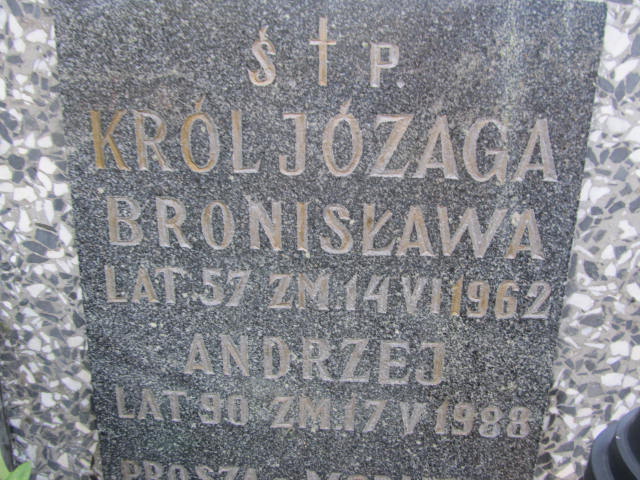 Ś. † P.
KRÓL JÓZAGA
BRONISŁAWA
LAT. 57 ZM. 14 VI 1962
ANDRZEJ
LAT. 90 ZM. 17 V 1988